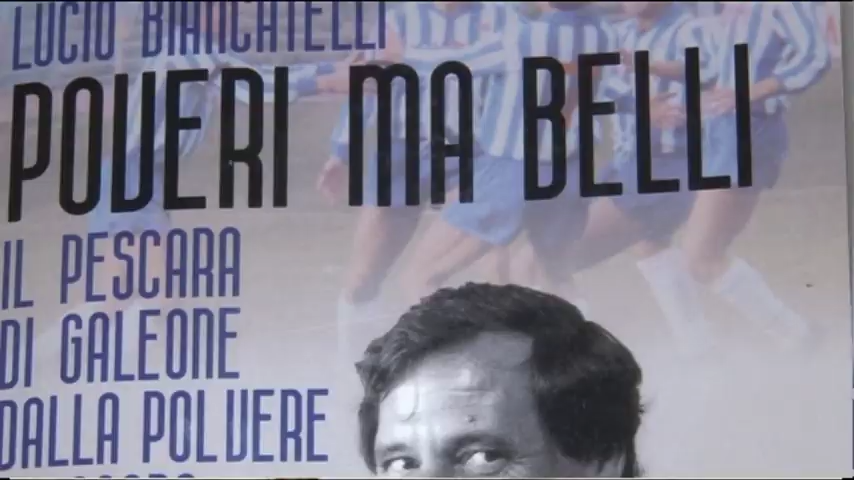 LUCIO BIANCATELLI
POVERI MA BELLI
IL PESCARA
DI GALEONE
DALLA POLVERE